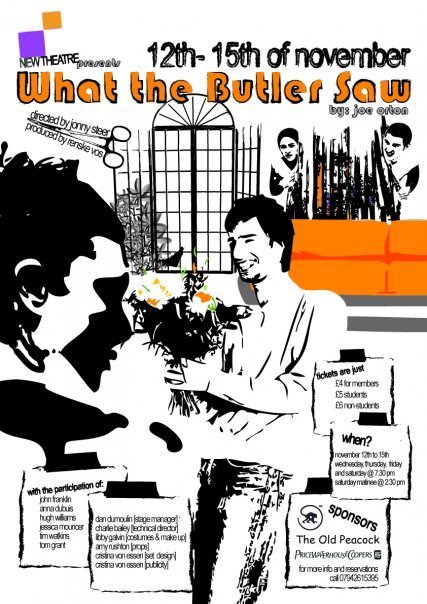 NEW THEATRE presents
12th- 15th of november
What the Butler Saw
by: joe orton
directed by jonny sleer
produced by renske vos
tickets are just
£4 for members
£5 students
£6 non-students
when?
november 12th to 15th
wednesday, thursday, friday
and saturday @ 7:30 pm
saturday matinee @ 2:30 pm
with the participation of:
john franklin
anna dubuis
hugh williams
jessica mouncer
tim watkins
tom grant
dan dumoulin [stage manager]
charlie bailey [technical director]
libby galvin [costumes & make up]
amy rushton [props]
cristina von essen [set design]
cristina von essen [publicity]
sponsors
The Old Peacock
PRICEWATERHOUSECOOPERS
for more info and reservations
call 07942615395